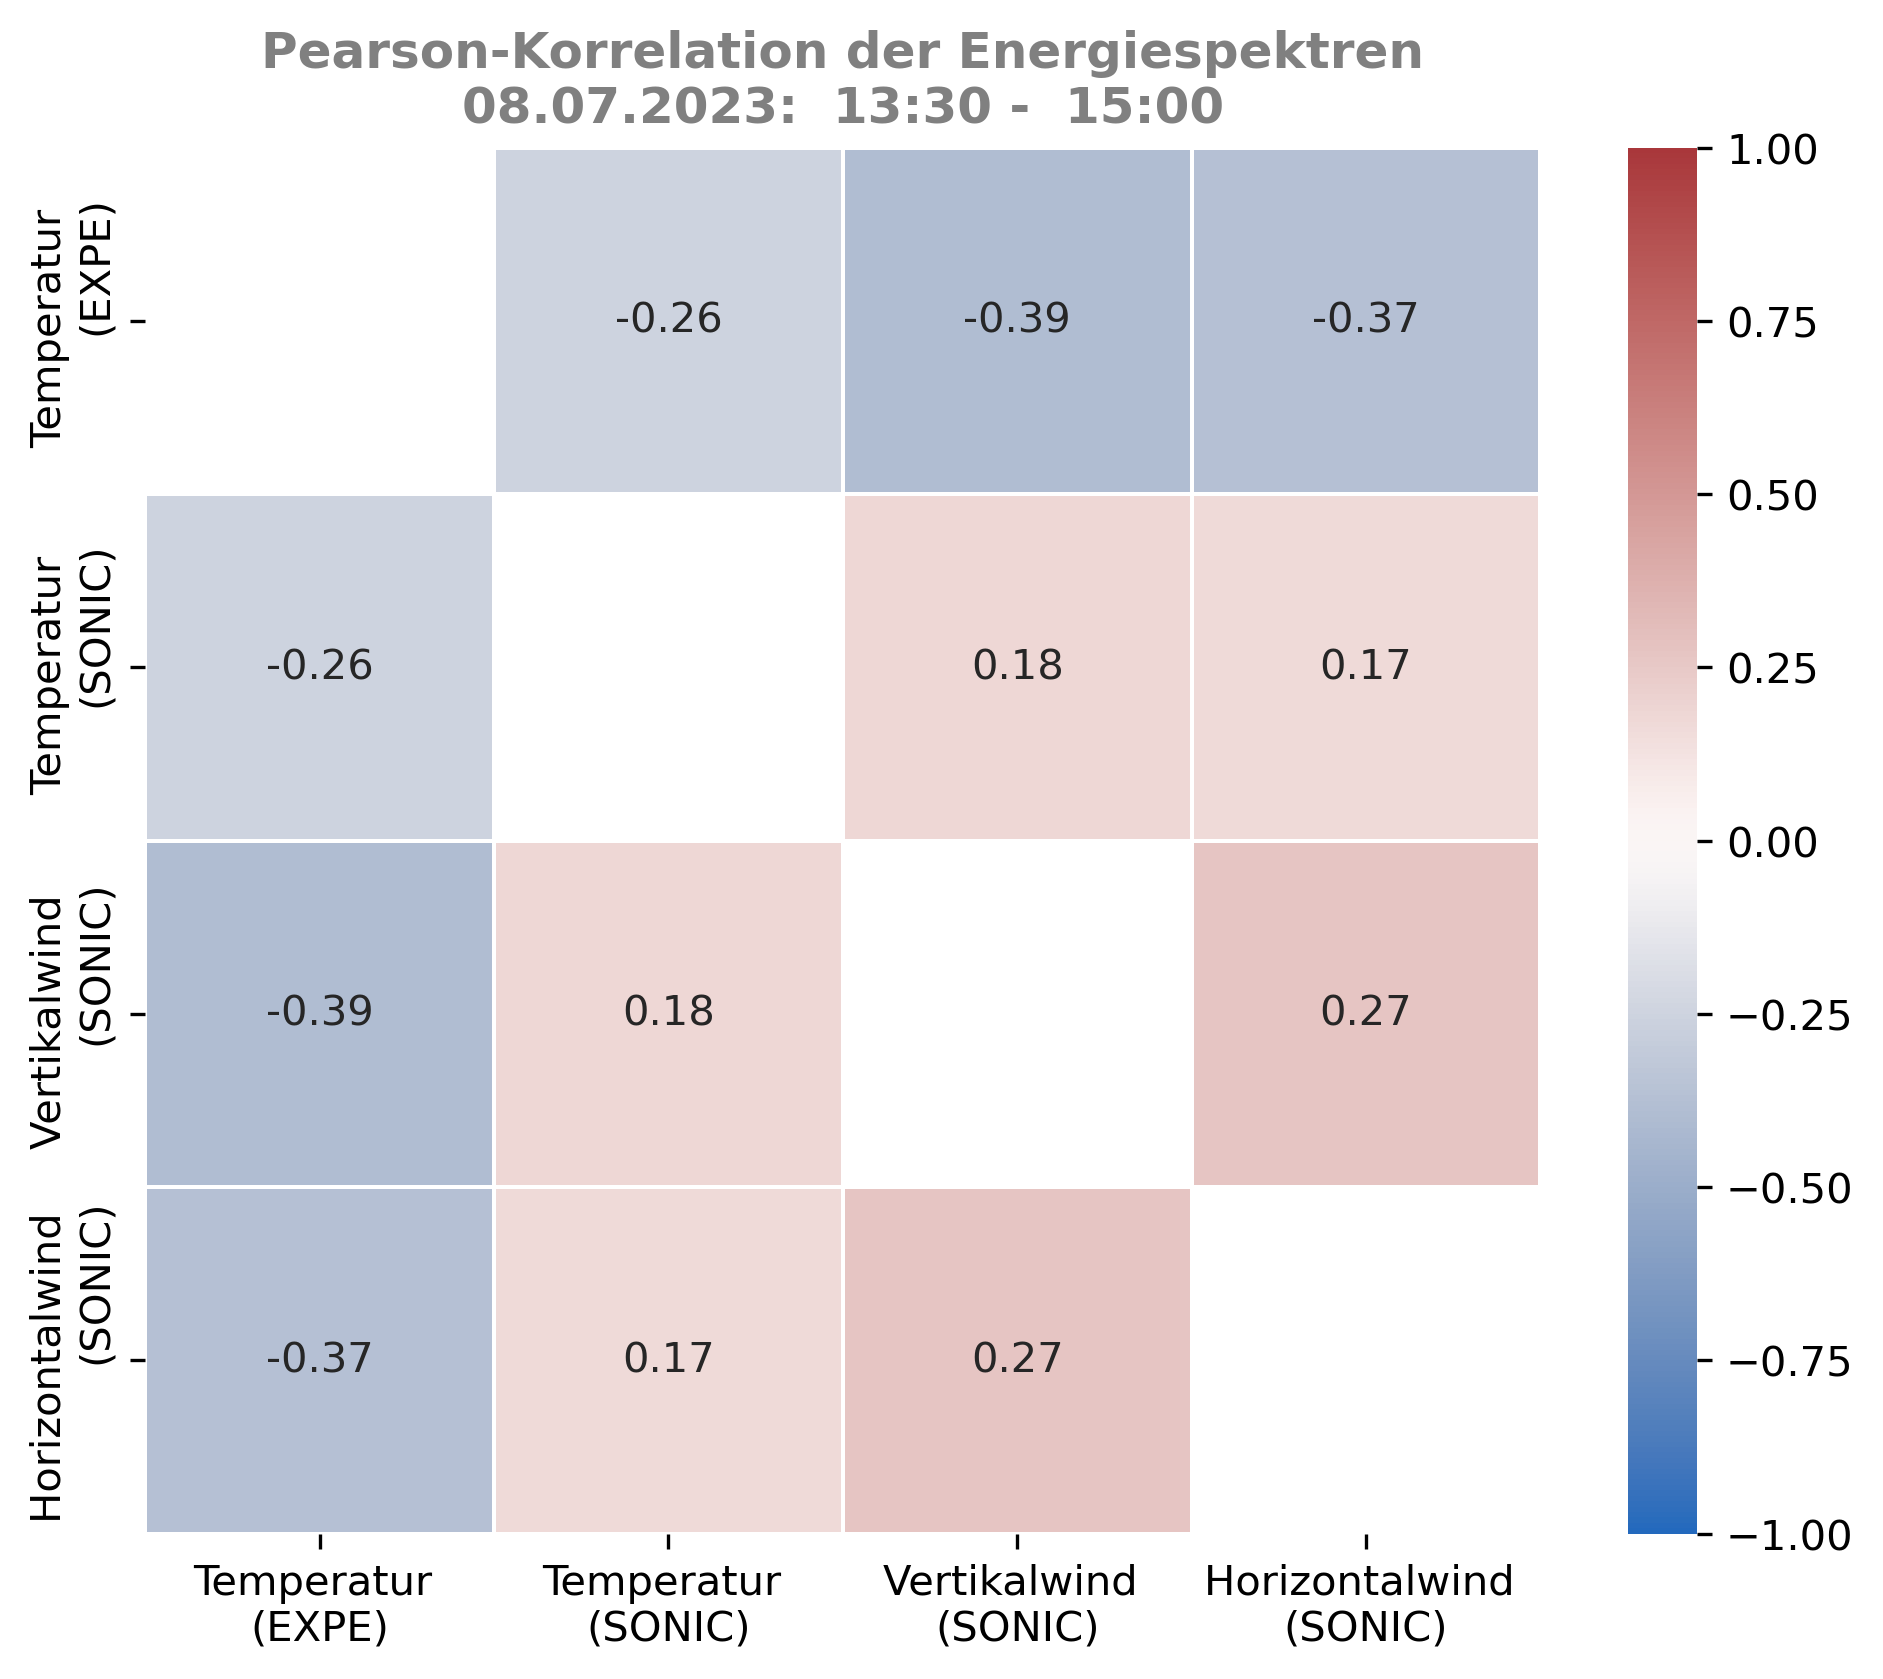 Pearson-Korrelation der Energiespektren
08.07.2023:  13:30 -  15:00
Temperatur
(EXPE)
-0.26
-0.39
-0.37
Temperatur
(SONIC)
-0.26
0.18
0.17
Vertikalwind
(SONIC)
-0.39
0.18
0.27
Horizontalwind
(SONIC)
-0.37
0.17
0.27
Temperatur
(EXPE)
Temperatur
(SONIC)
Vertikalwind
(SONIC)
Horizontalwind
(SONIC)
1.00
0.75
0.50
0.25
0.00
−0.25
−0.50
−0.75
−1.00